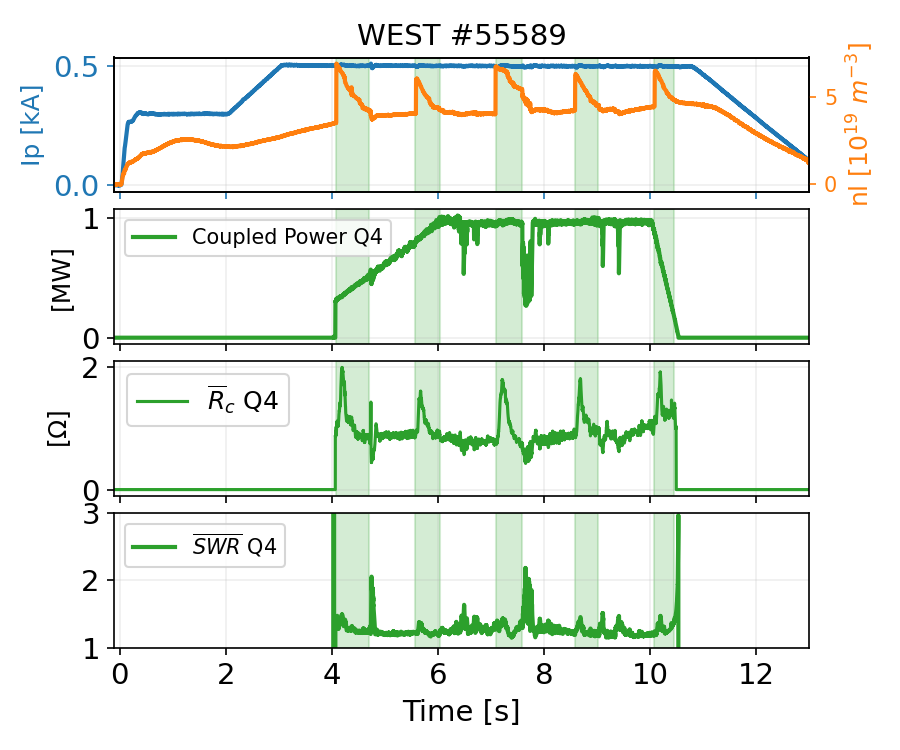 WEST #55589
0.5
0.0
Ip [kA]
5
0
nl [10^19 m^−3]
1
0
[MW]
Coupled Power Q4
2
0
[Ω]
R̅_c Q4
3
2
1
S̅W̅R̅ Q4
0 2 4 6 8 10 12
Time [s]